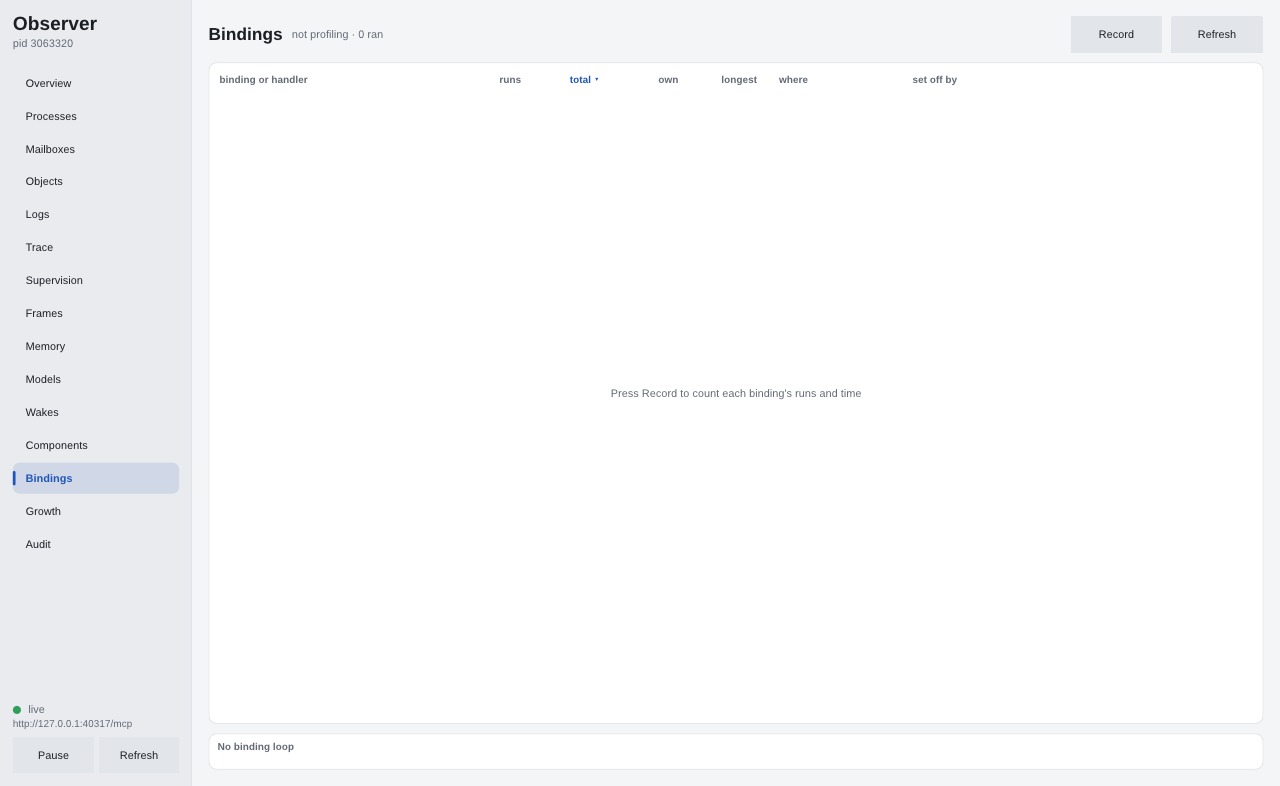 Observer
pid 3063320
Overview
Processes
Mailboxes
Objects
Logs
Trace
Supervision
Frames
Memory
Models
Wakes
Components
Bindings
Growth
Audit
live
http://127.0.0.1:40317/mcp
Pause Refresh
Bindings not profiling · 0 ran Record Refresh
binding or handler runs total ▾ own longest where set off by
Press Record to count each binding's runs and time
No binding loop